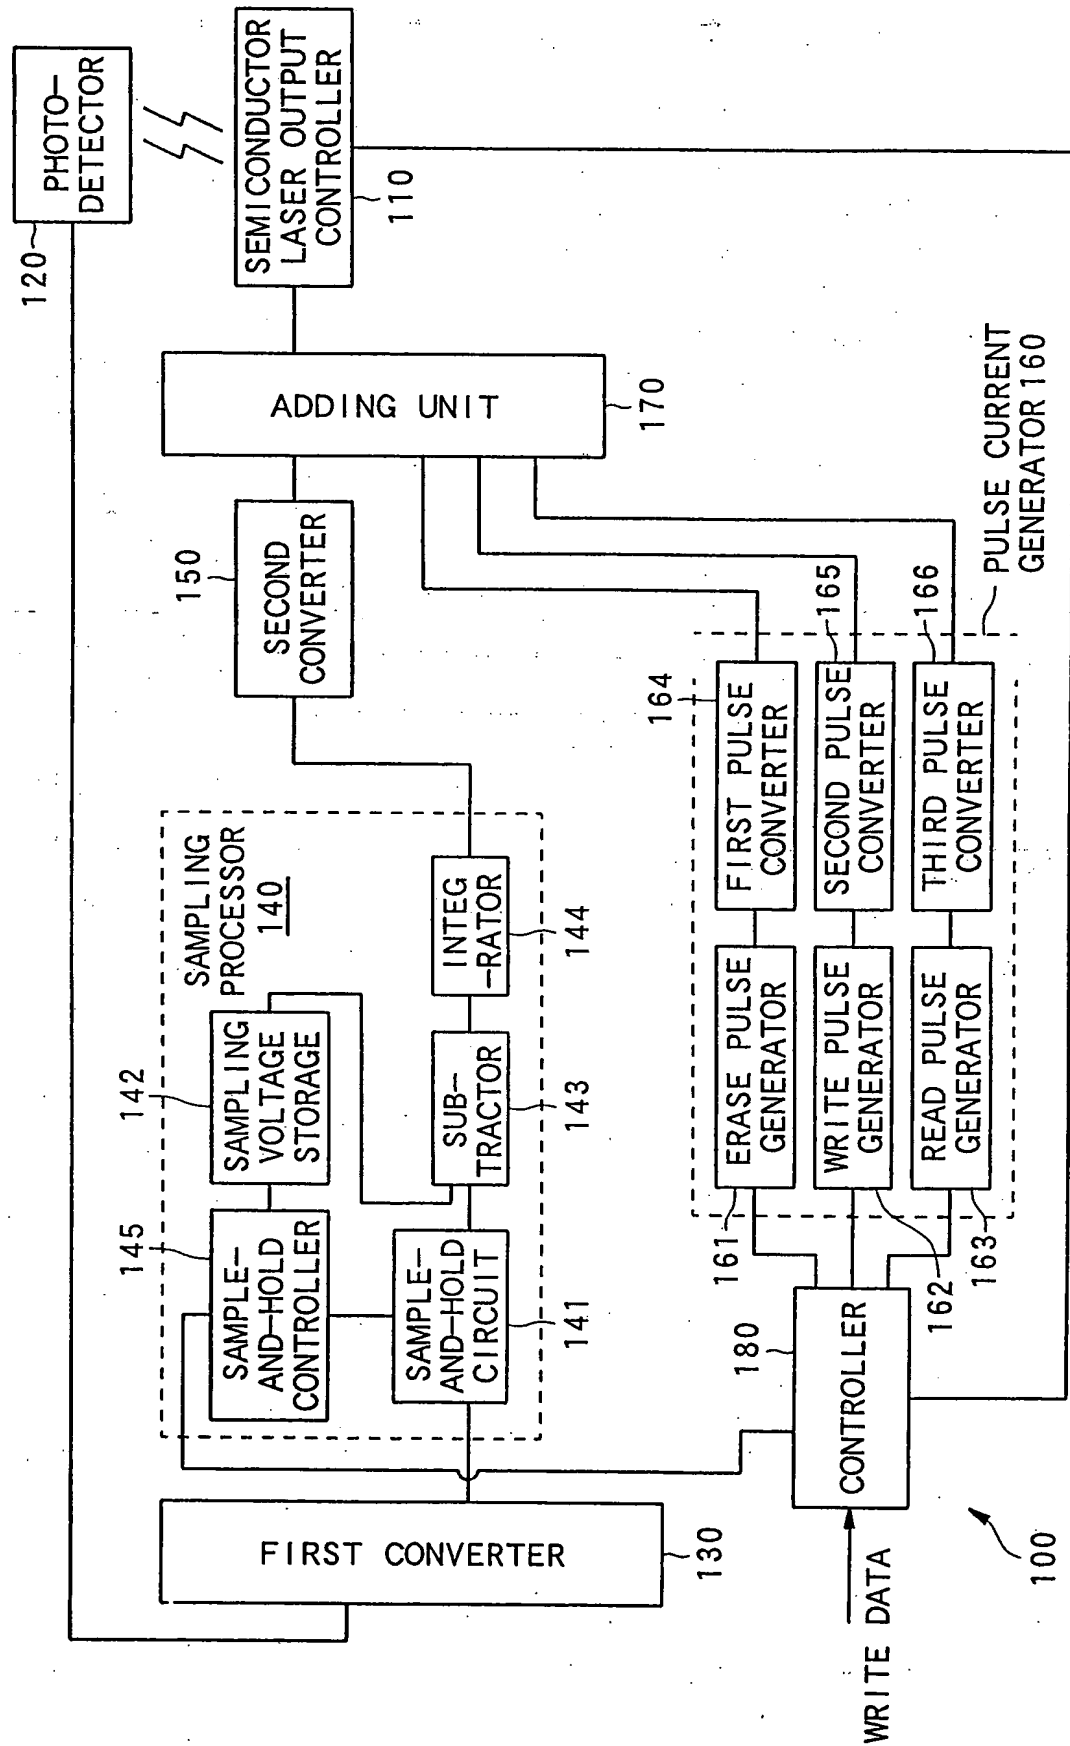 PHOTO-
DETECTOR
120
SEMICONDUCTOR
LASER OUTPUT
CONTROLLER
110
ADDING UNIT
170
150
SECOND
CONVERTER
SAMPLING
PROCESSOR
140
INTEG
-RATOR
144
142
SAMPLING
VOLTAGE
STORAGE
SUB-
TRACTOR
143
145
SAMPLE-
AND-HOLD
CONTROLLER
SAMPLE-
AND-HOLD
CIRCUIT
141
FIRST CONVERTER
130
PULSE CURRENT
GENERATOR 160
164
FIRST PULSE
CONVERTER
165
SECOND PULSE
CONVERTER
166
THIRD PULSE
CONVERTER
ERASE PULSE
GENERATOR
161
WRITE PULSE
GENERATOR
162
READ PULSE
GENERATOR
163
180
CONTROLLER
WRITE DATA
100